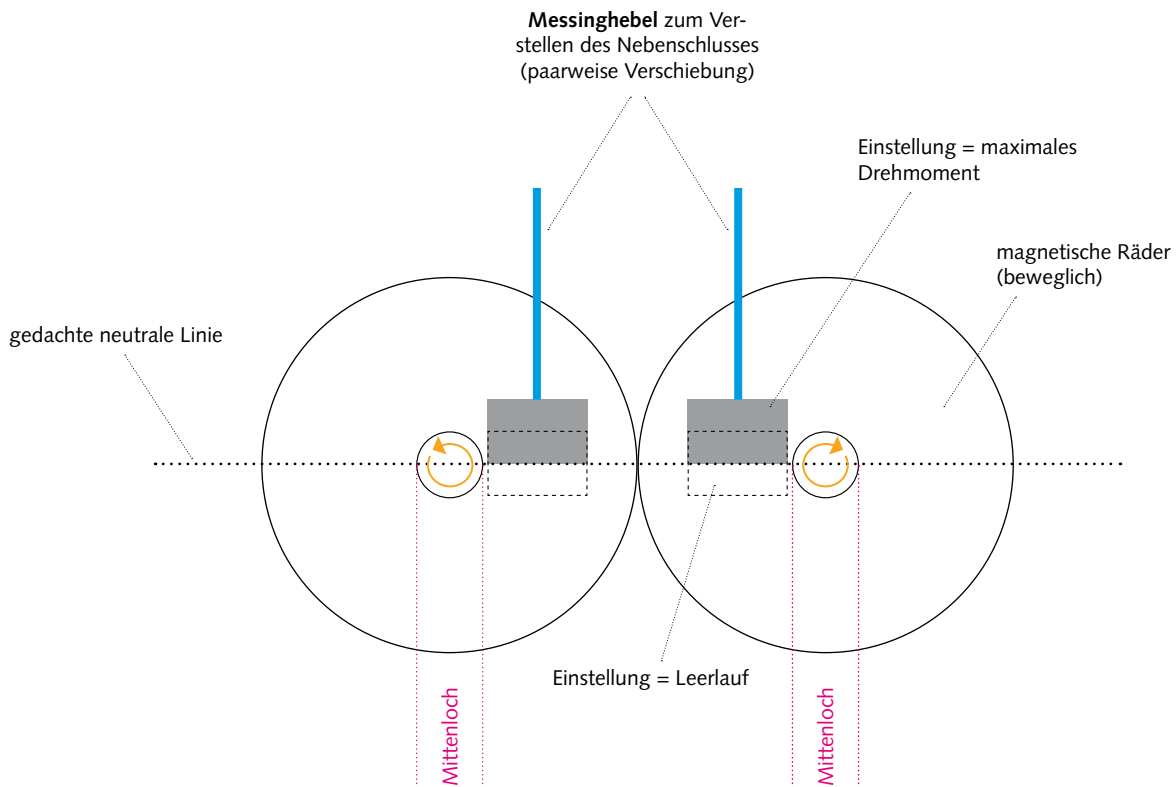 Messinghebel zum Ver-
stellen des Nebenschlusses
(paarweise Verschiebung)
Einstellung = maximales
Drehmoment
magnetische Räder
(beweglich)
gedachte neutrale Linie
Einstellung = Leerlauf
Mittenloch
Mittenloch